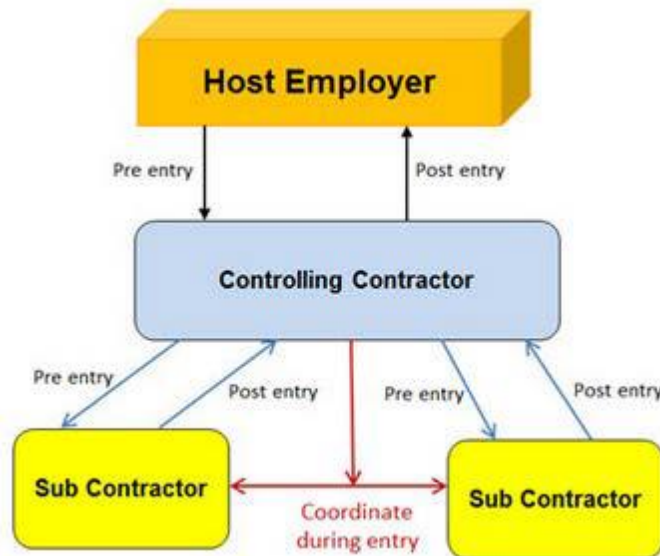 Host Employer
Pre entry
Post entry
Controlling Contractor
Pre entry
Post entry
Pre entry
Post entry
Sub Contractor
Sub Contractor
Coordinate
during entry